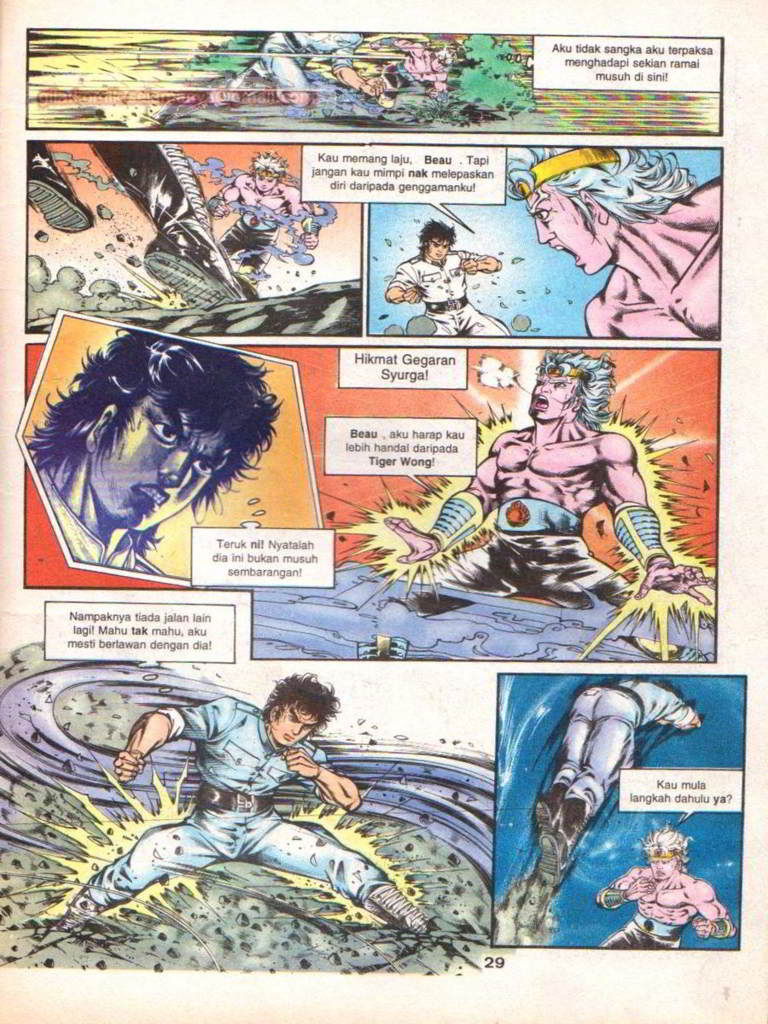 Aku tidak sangka aku terpaksa
menghadapi sekian ramai
musuh di sini!
Kau memang laju, Beau . Tapi
jangan kau mimpi nak melepaskan
diri daripada genggamanku!
Hikmat Gegaran
Syurga!
Beau , aku harap kau
lebih handal daripada
Tiger Wong!
Teruk ni! Nyatalah
dia ini bukan musuh
sembarangan!
Nampaknya tiada jalan lain
lagi! Mahu tak mahu, aku
mesti berlawan dengan dia!
Kau mula
langkah dahulu ya?
29